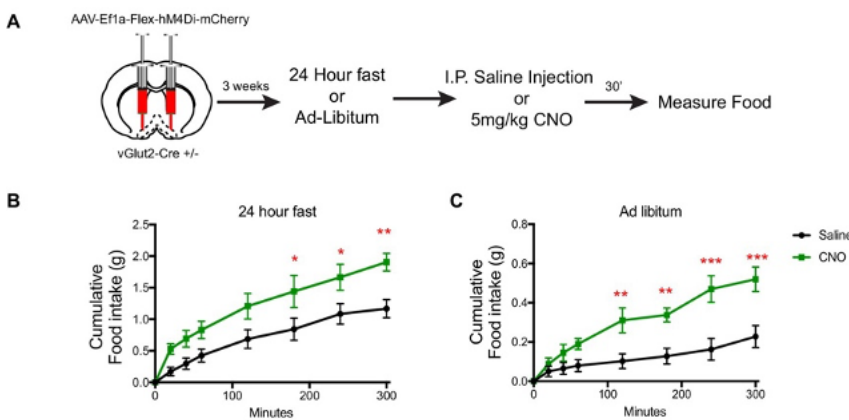 AAV-Ef1a-Flex-hM4Di-mCherry
A
3 weeks
24 Hour fast
or
Ad-Libitum
I.P. Saline Injection
or
5mg/kg CNO
30'
Measure Food
vGlut2-Cre +/-
B
24 hour fast
Cumulative
Food intake (g)
2.5
2.0
1.5
1.0
0.5
0.0
* * **
0 100 200 300
Minutes
C
Ad libitum
Cumulative
Food intake (g)
0.8
0.6
0.4
0.2
0.0
** ** *** ***
0 100 200 300
Minutes
Saline
CNO